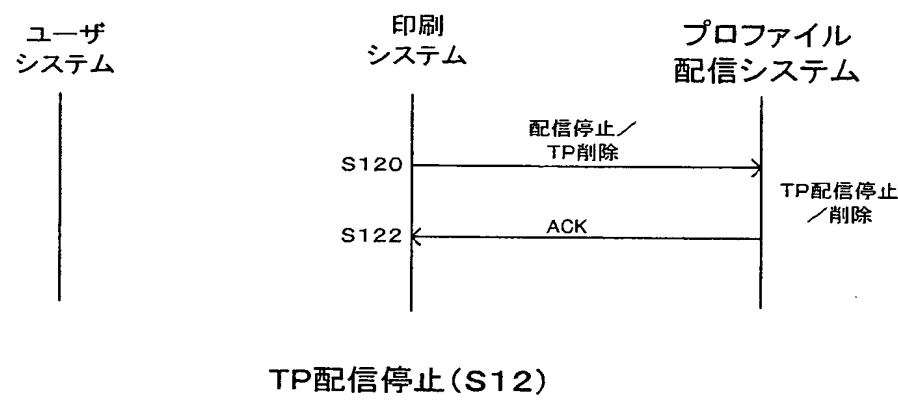 ユーザ
システム
印刷
システム
プロファイル
配信システム
配信停止／
TP削除
S120
TP配信停止
／削除
S122
ACK
TP配信停止(S12)